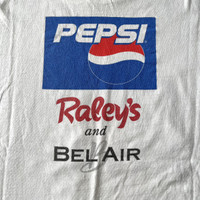 PEPSI
Raley's
and
BEL AIR